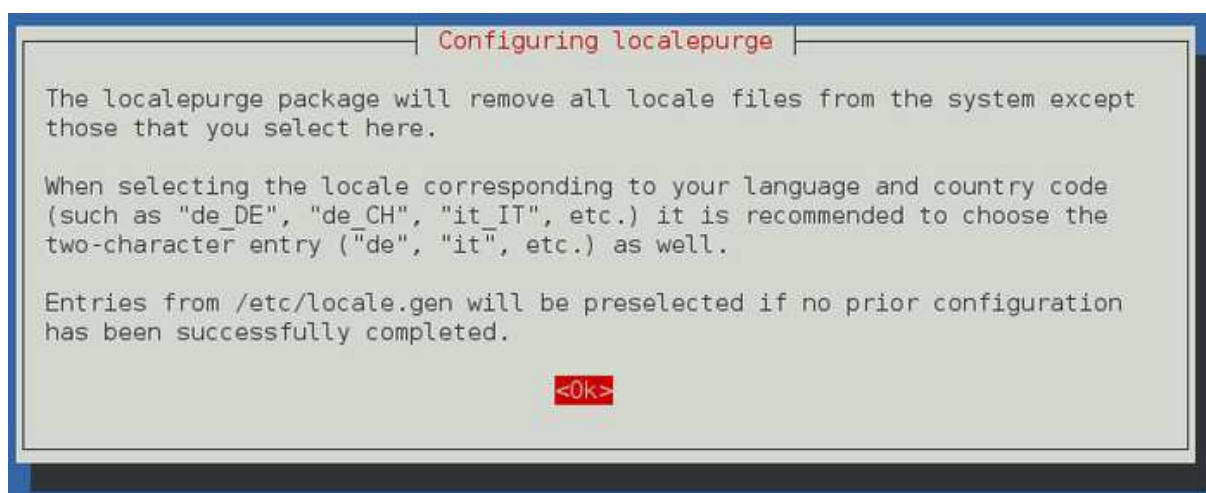 Configuring localepurge
The localepurge package will remove all locale files from the system except
those that you select here.
When selecting the locale corresponding to your language and country code
(such as "de_DE", "de_CH", "it_IT", etc.) it is recommended to choose the
two-character entry ("de", "it", etc.) as well.
Entries from /etc/locale.gen will be preselected if no prior configuration
has been successfully completed.
<Ok>